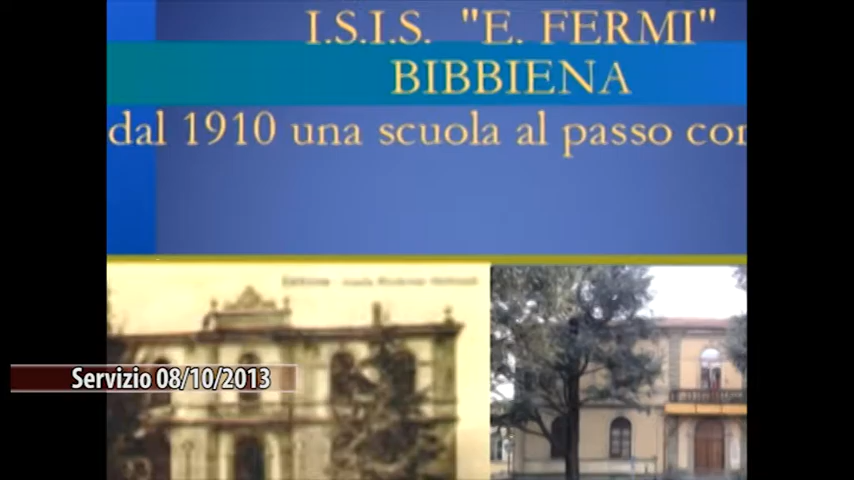 I.S.I.S. "E. FERMI"
BIBBIENA
dal 1910 una scuola al passo con
Servizio 08/10/2013